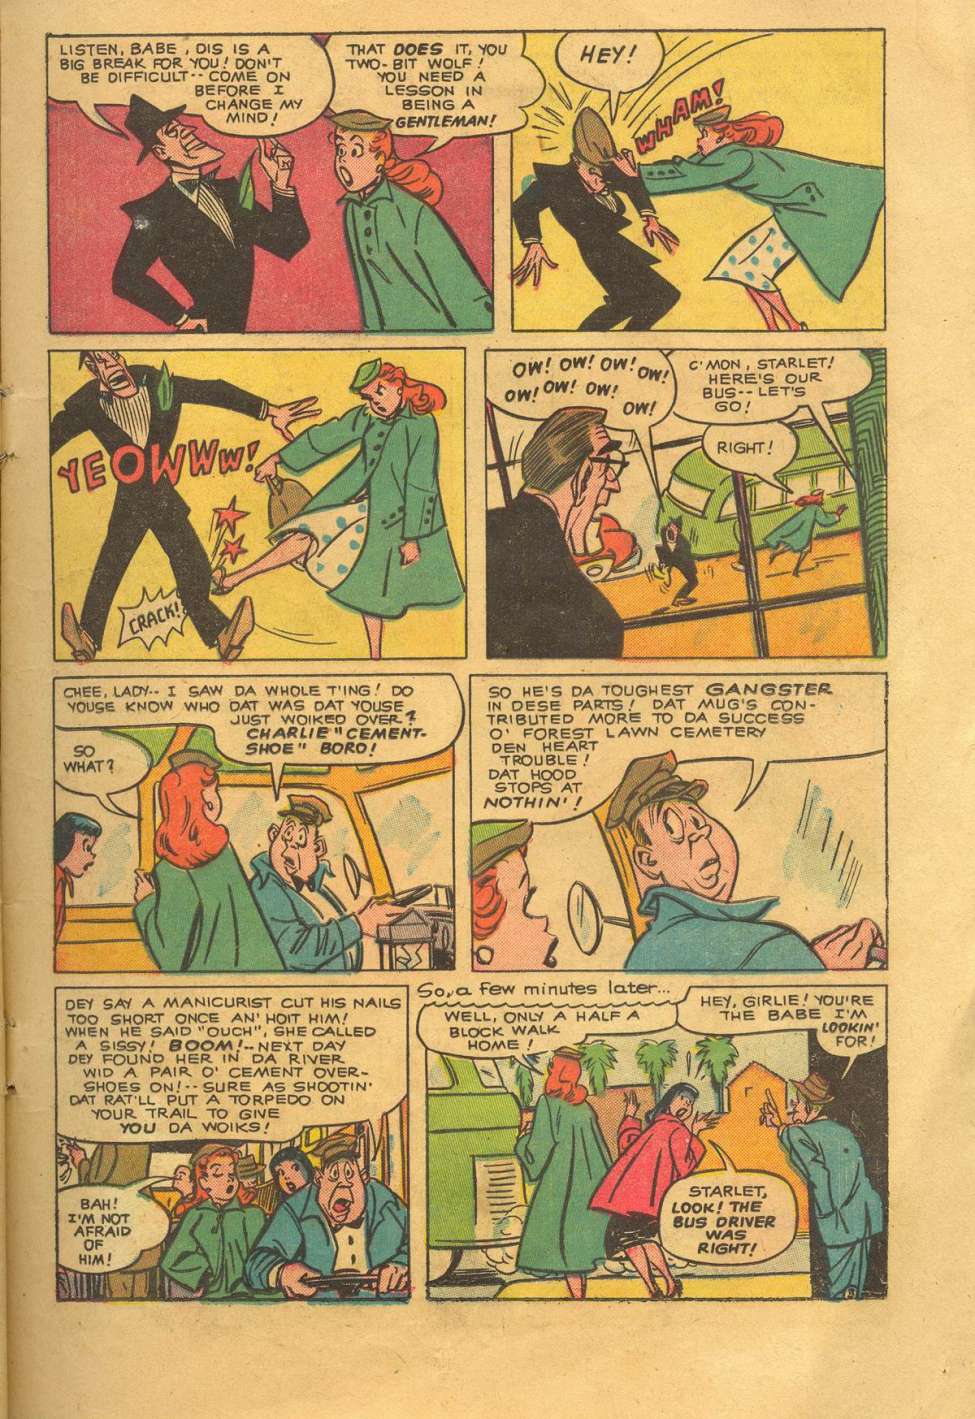 LISTEN, BABE, DIS IS A
BIG BREAK FOR YOU! DON'T
BE DIFFICULT-- COME ON
BEFORE I
CHANGE MY
MIND!
THAT DOES IT, YOU
TWO-BIT WOLF!
YOU NEED A
LESSON IN
BEING A
GENTLEMAN!
HEY!
WHAM!
YEOWWW!
CRACK!
OW! OW! OW!
OW!
OW! OW! OW!
OW!
C'MON, STARLET!
HERE'S OUR
BUS-- LET'S
GO!
RIGHT!
CHEE, LADY-- I SAW DA WHOLE T'ING! DO
YOUSE KNOW WHO DAT WAS DAT YOUSE
JUST WOIKED OVER?
CHARLIE "CEMENT-
SHOE" BORO!
SO
WHAT?
SO HE'S DA TOUGHEST GANGSTER
IN DESE PARTS! DAT MUG'S CON-
TRIBUTED MORE TO DA SUCCESS
O' FOREST LAWN CEMETERY
DEN HEART
TROUBLE!
DAT HOOD
STOPS AT
NOTHIN'!
DEY SAY A MANICURIST CUT HIS NAILS
TOO SHORT ONCE AN' HOIT HIM!
WHEN HE SAID "OUCH", SHE CALLED
A SISSY! BOOM!-- NEXT DAY
DEY FOUND HER IN DA RIVER
WID A PAIR O' CEMENT OVER-
SHOES ON!-- SURE AS SHOOTIN'
DAT RAT'LL PUT A TORPEDO ON
YOUR TRAIL TO GIVE
YOU DA WOIKS!
BAH!
I'M NOT
AFRAID
OF
HIM!
So, a few minutes later...
WELL, ONLY A HALF A
BLOCK WALK
HOME!
HEY, GIRLIE! YOU'RE
THE BABE I'M
LOOKIN'
FOR!
STARLET,
LOOK! THE
BUS DRIVER
WAS
RIGHT!